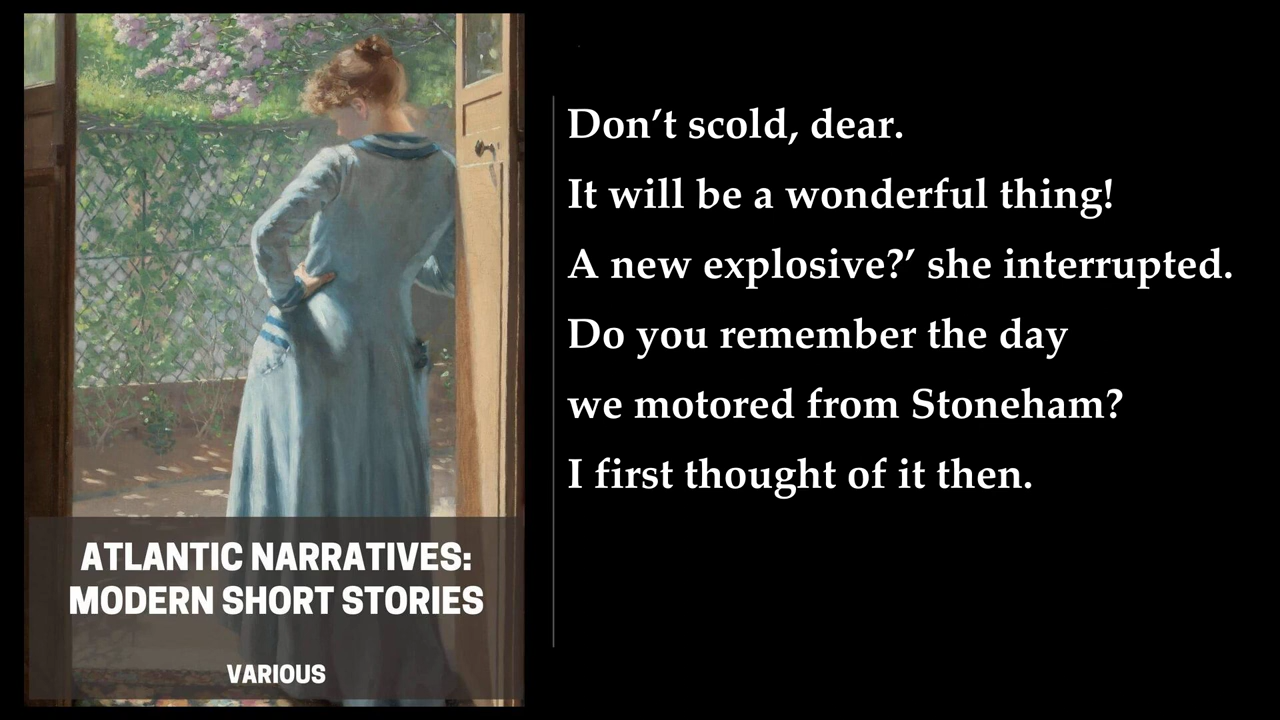 Don’t scold, dear.
It will be a wonderful thing!
A new explosive?’ she interrupted.
Do you remember the day
we motored from Stoneham?
I first thought of it then.
ATLANTIC NARRATIVES:
MODERN SHORT STORIES
VARIOUS